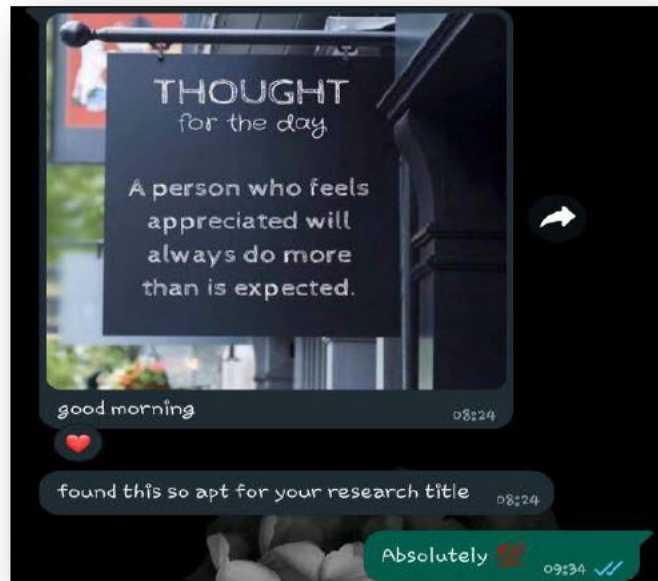 THOUGHT
for the day
A person who feels
appreciated will
always do more
than is expected.
good morning
08:24
❤️
found this so apt for your research title
08:24
Absolutely 💯
09:34